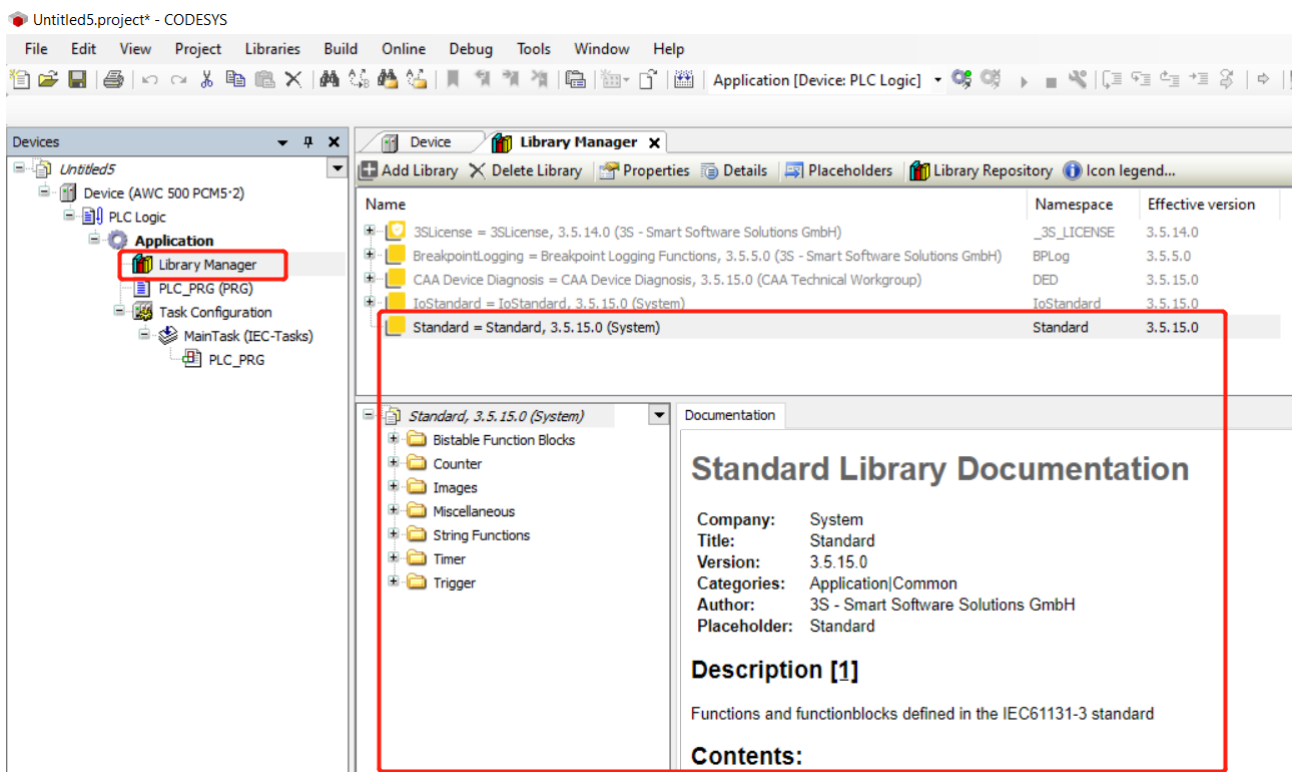 Untitled5.project* - CODESYS
File Edit View Project Libraries Build Online Debug Tools Window Help
Application [Device: PLC Logic]
Devices
Untitled5
Device (AWC 500 PCM5·2)
PLC Logic
Application
Library Manager
PLC_PRG (PRG)
Task Configuration
MainTask (IEC-Tasks)
PLC_PRG
Device Library Manager
Add Library Delete Library Properties Details Placeholders Library Repository Icon legend...
Name Namespace Effective version
3SLicense = 3SLicense, 3.5.14.0 (3S - Smart Software Solutions GmbH) _3S_LICENSE 3.5.14.0
BreakpointLogging = Breakpoint Logging Functions, 3.5.5.0 (3S - Smart Software Solutions GmbH) BPLog 3.5.5.0
CAA Device Diagnosis = CAA Device Diagnosis, 3.5.15.0 (CAA Technical Workgroup) DED 3.5.15.0
IoStandard = IoStandard, 3.5.15.0 (System) IoStandard 3.5.15.0
Standard = Standard, 3.5.15.0 (System) Standard 3.5.15.0
Standard, 3.5.15.0 (System)
Bistable Function Blocks
Counter
Images
Miscellaneous
String Functions
Timer
Trigger
Documentation
Standard Library Documentation
Company: System
Title: Standard
Version: 3.5.15.0
Categories: Application|Common
Author: 3S - Smart Software Solutions GmbH
Placeholder: Standard
Description [1]
Functions and functionblocks defined in the IEC61131-3 standard
Contents: